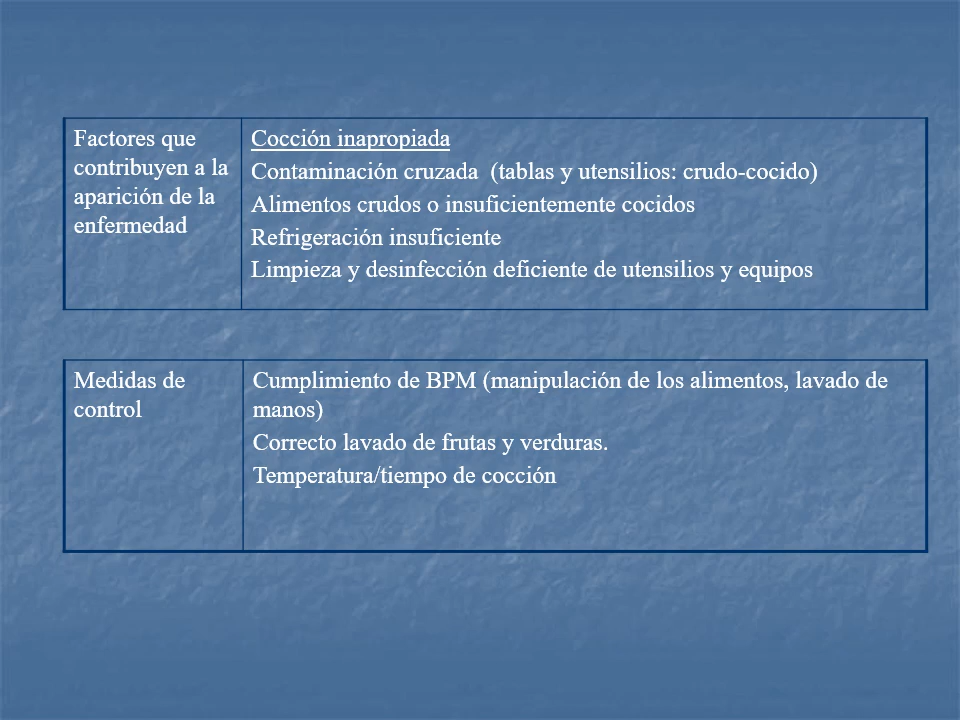 Factores que
contribuyen a la
aparición de la
enfermedad
Cocción inapropiada
Contaminación cruzada  (tablas y utensilios: crudo-cocido)
Alimentos crudos o insuficientemente cocidos
Refrigeración insuficiente
Limpieza y desinfección deficiente de utensilios y equipos
Medidas de
control
Cumplimiento de BPM (manipulación de los alimentos, lavado de
manos)
Correcto lavado de frutas y verduras.
Temperatura/tiempo de cocción